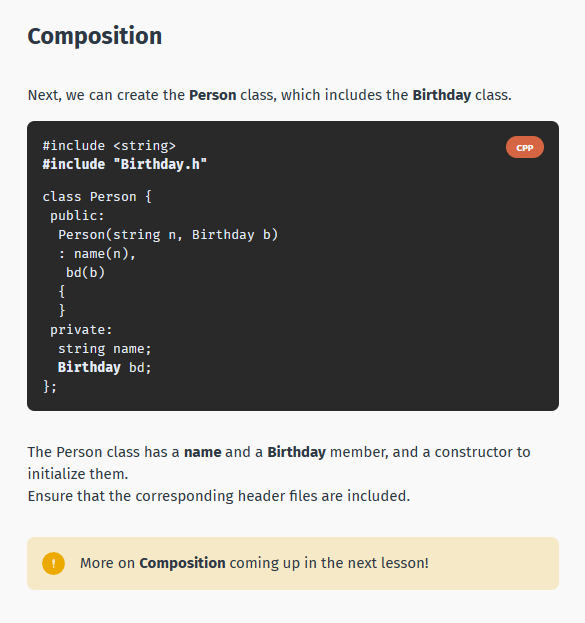 Composition
Next, we can create the Person class, which includes the Birthday class.
#include <string>
CPP
#include "Birthday.h"
class Person {
 public:
  Person(string n, Birthday b)
  : name(n),
   bd(b)
  {
  }
 private:
  string name;
  Birthday bd;
};
The Person class has a name and a Birthday member, and a constructor to
initialize them.
Ensure that the corresponding header files are included.
! More on Composition coming up in the next lesson!